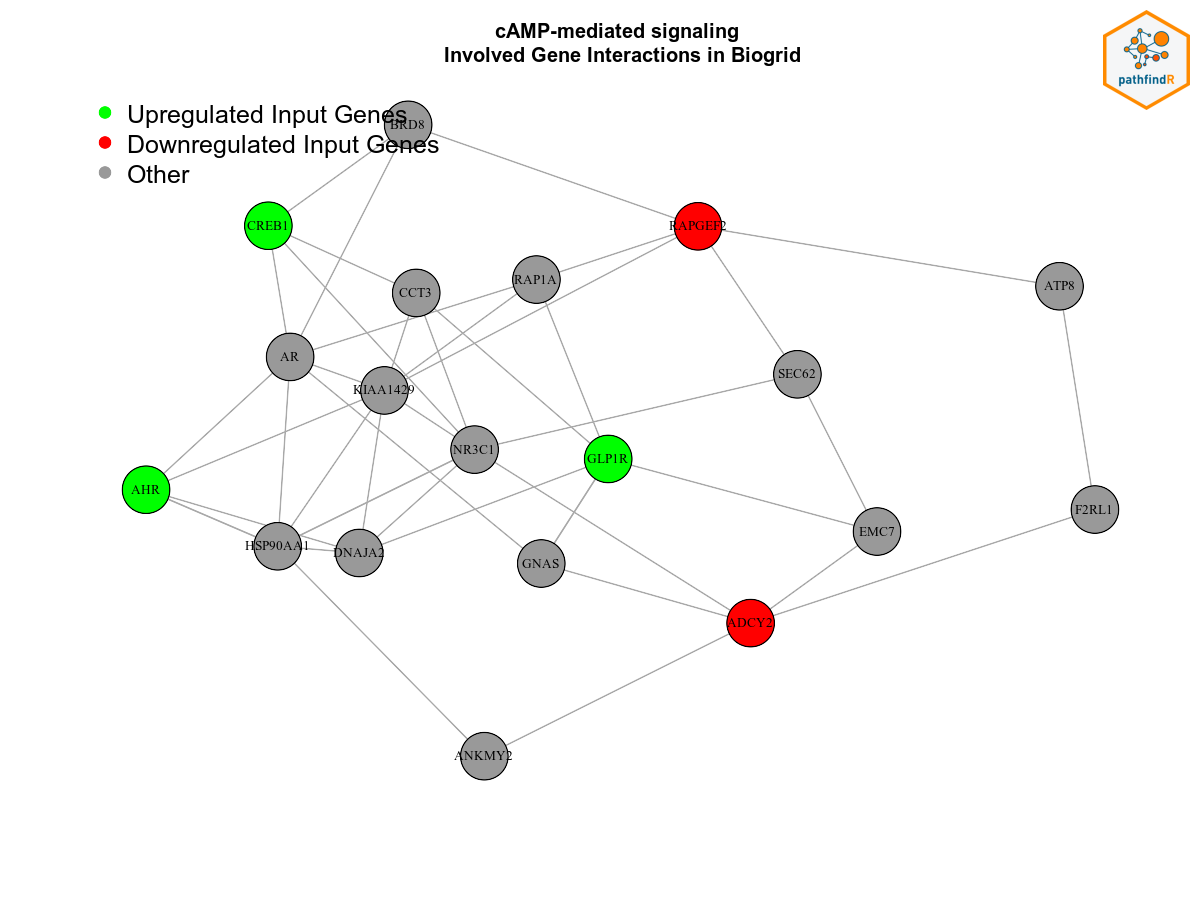 cAMP-mediated signaling
Involved Gene Interactions in Biogrid
pathfindR
Upregulated Input Genes
Downregulated Input Genes
Other
BRD8
CREB1
RAPGEF2
RAP1A
ATP8
CCT3
AR
SEC62
KIAA1429
NR3C1
GLP1R
AHR
F2RL1
EMC7
HSP90AA1
DNAJA2
GNAS
ADCY2
ANKMY2